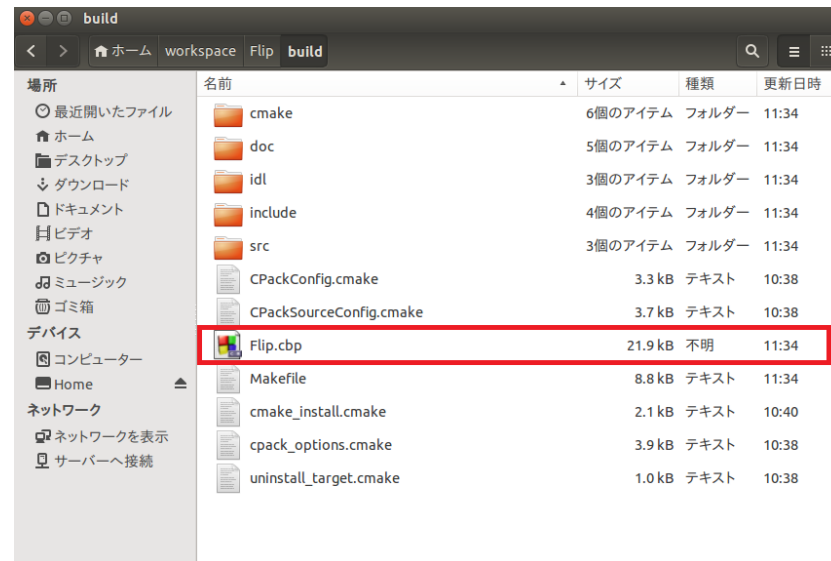 build
ホーム workspace Flip build
場所
最近開いたファイル
ホーム
デスクトップ
ダウンロード
ドキュメント
ビデオ
ピクチャ
ミュージック
ゴミ箱
デバイス
コンピューター
Home
ネットワーク
ネットワークを表示
サーバーへ接続
名前 サイズ 種類 更新日時
cmake 6個のアイテム フォルダー 11:34
doc 5個のアイテム フォルダー 11:34
idl 3個のアイテム フォルダー 11:34
include 4個のアイテム フォルダー 11:34
src 3個のアイテム フォルダー 11:34
CPackConfig.cmake 3.3 kB テキスト 10:38
CPackSourceConfig.cmake 3.7 kB テキスト 10:38
Flip.cbp 21.9 kB 不明 11:34
Makefile 8.8 kB テキスト 11:34
cmake_install.cmake 2.1 kB テキスト 10:40
cpack_options.cmake 3.9 kB テキスト 10:38
uninstall_target.cmake 1.0 kB テキスト 10:38